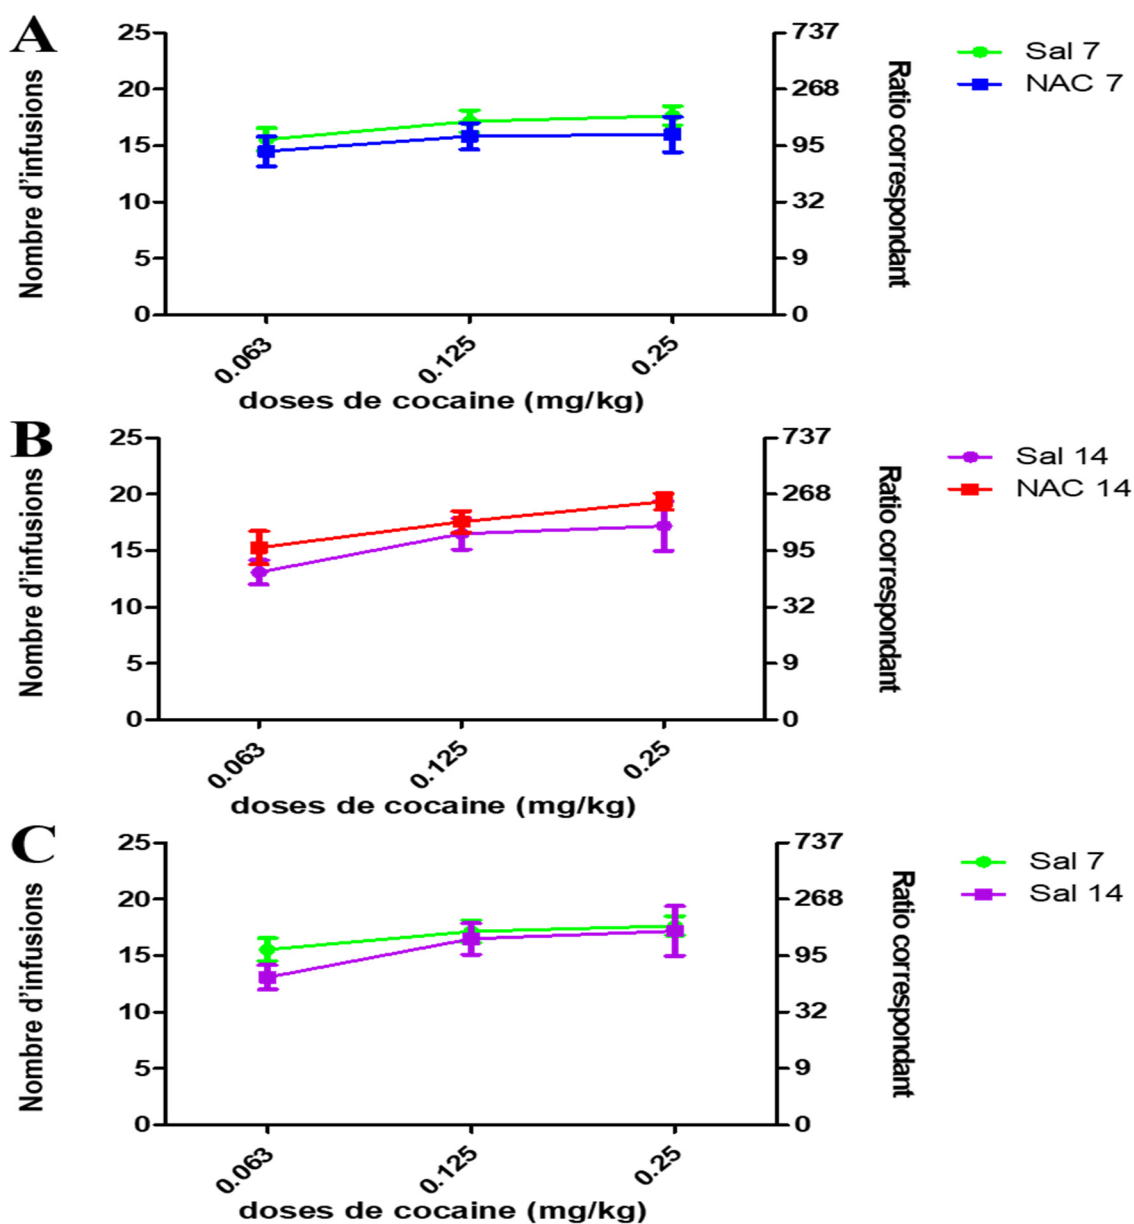 A
Nombre d'infusions
25
20
15
10
5
0
737
268
95
32
9
0
Ratio correspondant
Sal 7
NAC 7
0.063
0.125
0.25
doses de cocaine (mg/kg)
B
Nombre d'infusions
25
20
15
10
5
0
737
268
95
32
9
0
Ratio correspondant
Sal 14
NAC 14
0.063
0.125
0.25
doses de cocaine (mg/kg)
C
Nombre d'infusions
25
20
15
10
5
0
737
268
95
32
9
0
Ratio correspondant
Sal 7
Sal 14
0.063
0.125
0.25
doses de cocaine (mg/kg)